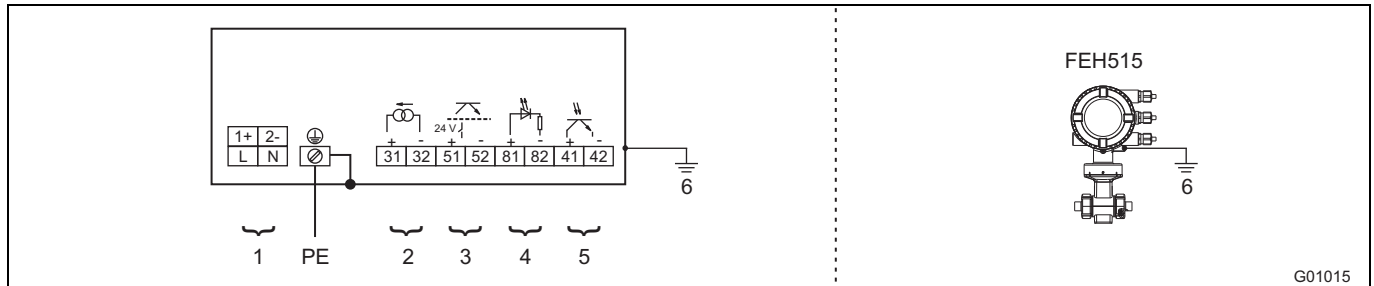 FEH515
24 V
+ - + - + - + -
1+ 2-
L N
31 32 51 52 81 82 41 42
6
6
1 PE 2 3 4 5
G01015